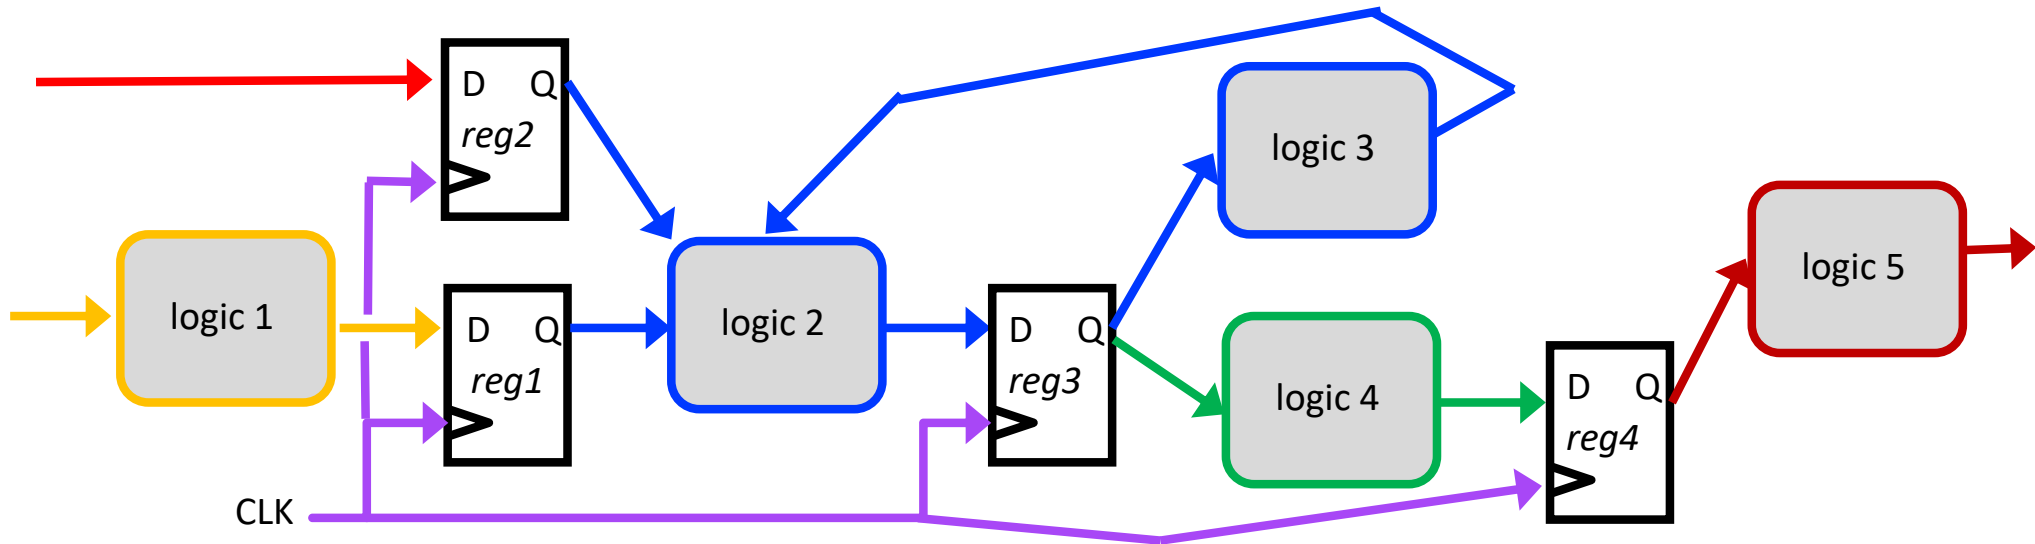 D Q
reg2
logic 3
logic 1
D Q
reg1
logic 2
D Q
reg3
logic 4
D Q
reg4
logic 5
CLK